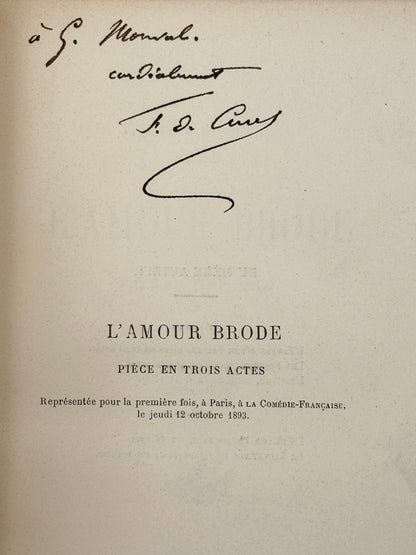 à G. Monval.
cordialement
F. d. Curel
L'AMOUR BRODE
PIÈCE EN TROIS ACTES
Représentée pour la première fois, à Paris, à LA COMÉDIE-FRANÇAISE,
le jeudi 12 octobre 1893.